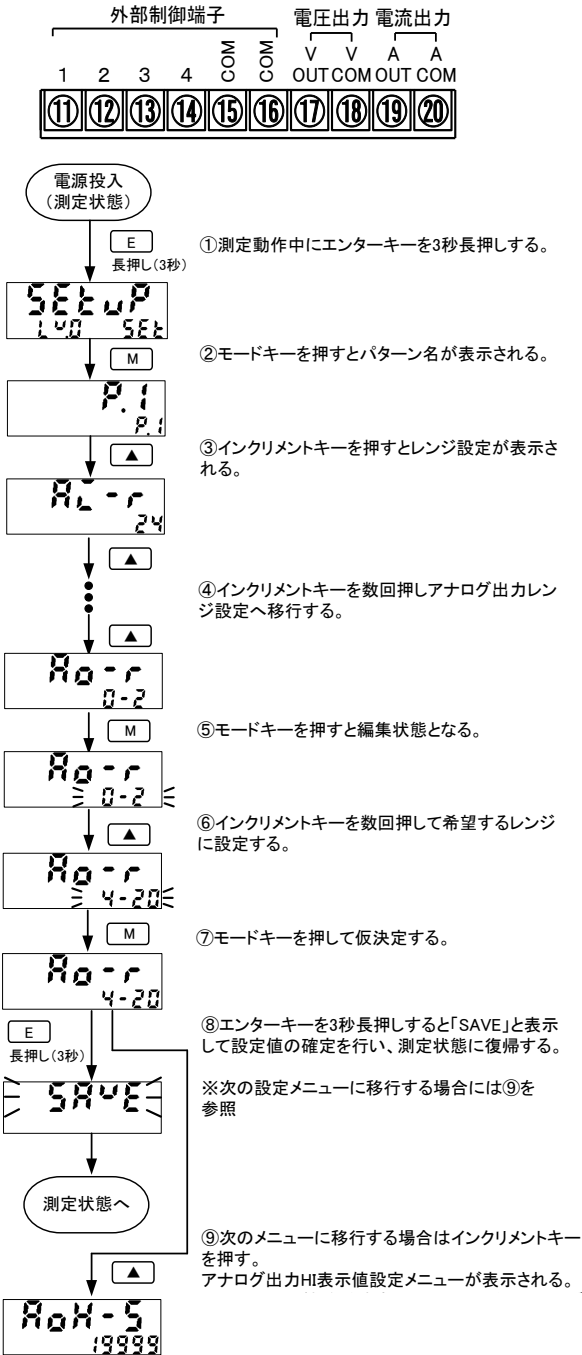 外部制御端子
電圧出力 電流出力
1 2 3 4 COM COM V OUT V COM A OUT A COM
⑪ ⑫ ⑬ ⑭ ⑮ ⑯ ⑰ ⑱ ⑲ ⑳
電源投入
(測定状態)
E
長押し(3秒)
①測定動作中にエンターキーを3秒長押しする。
SEtuP
Lv.0 SEt
M
②モードキーを押すとパターン名が表示される。
P.1
P.1
▲
③インクリメントキーを押すとレンジ設定が表示さ
れる。
Ai-r
24
▲
④インクリメントキーを数回押しアナログ出力レン
ジ設定へ移行する。
▲
Ao-r
0-2
M
⑤モードキーを押すと編集状態となる。
Ao-r
0-2
▲
⑥インクリメントキーを数回押して希望するレンジ
に設定する。
Ao-r
4-20
M
⑦モードキーを押して仮決定する。
Ao-r
4-20
E
長押し(3秒)
⑧エンターキーを3秒長押しすると「SAVE」と表示
して設定値の確定を行い、測定状態に復帰する。
※次の設定メニューに移行する場合には⑨を
参照
SAvE
測定状態へ
⑨次のメニューに移行する場合はインクリメントキー
を押す。
アナログ出力HI表示値設定メニューが表示される。
▲
AoH-S
19999